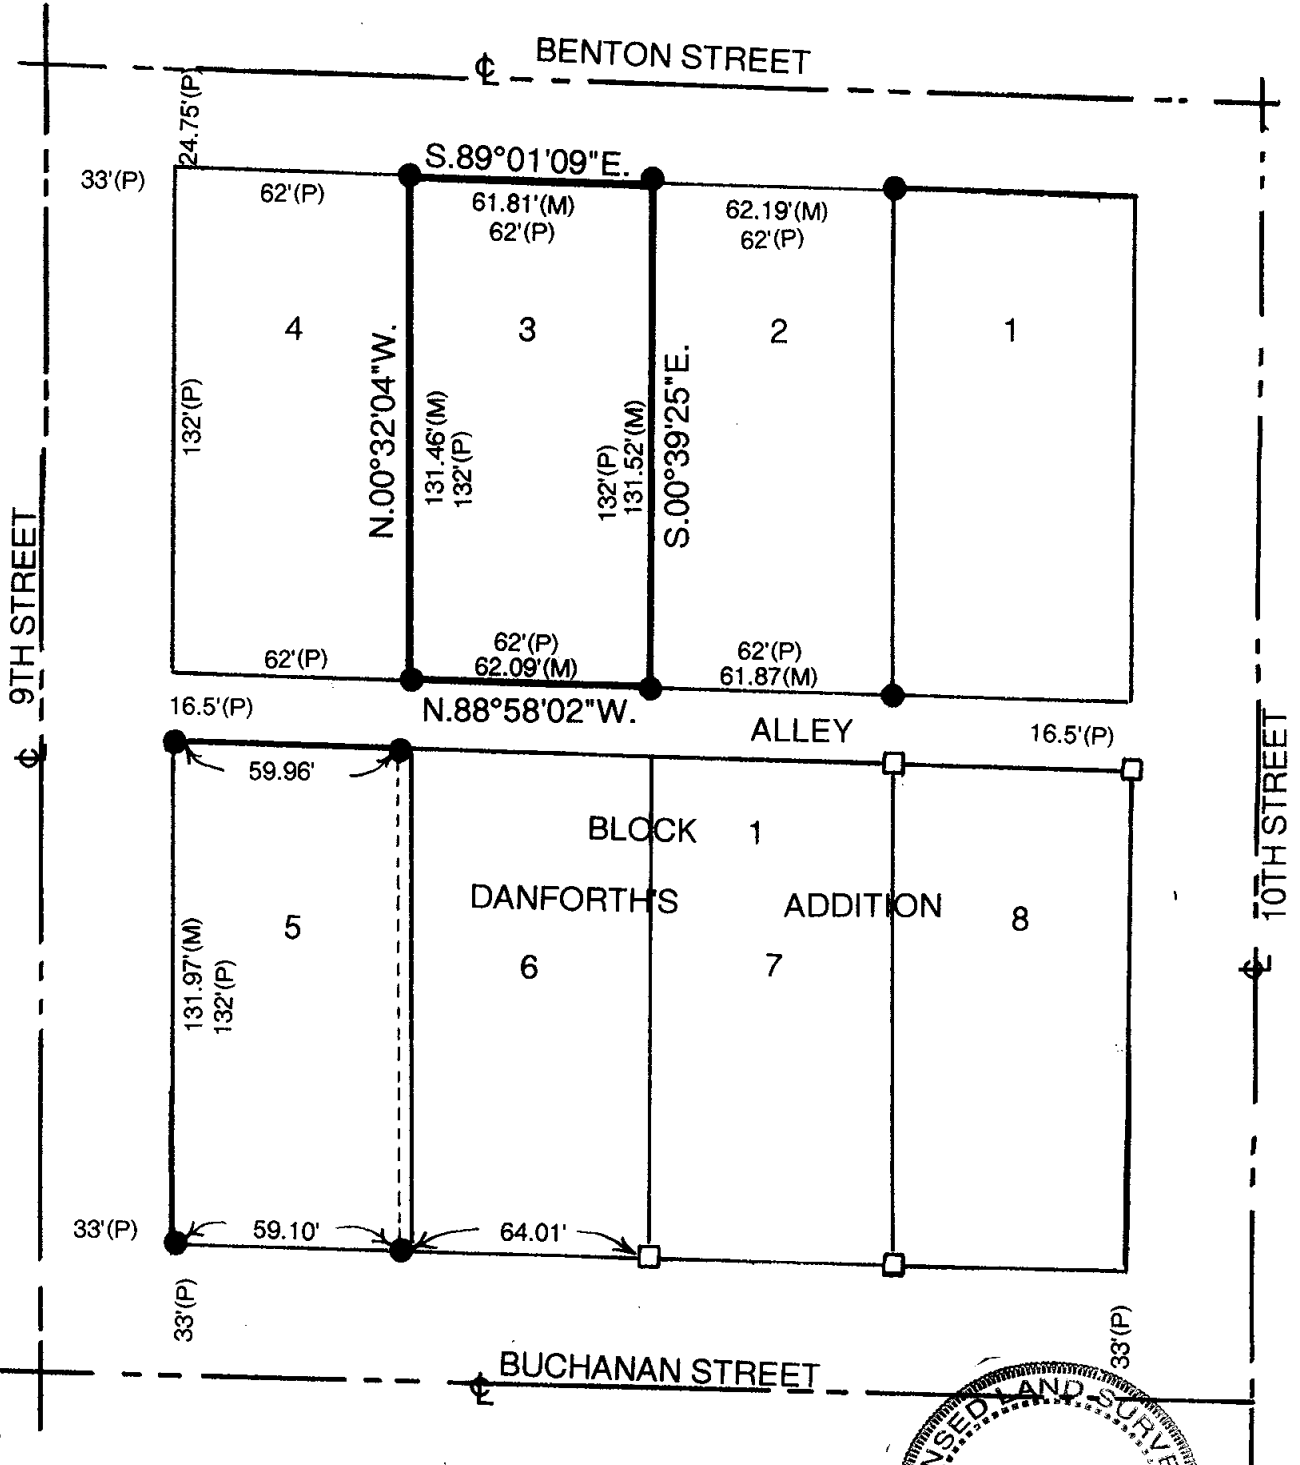 BENTON STREET
24.75'(P)
33'(P)
S.89°01'09"E.
62'(P)
61.81'(M)
62'(P)
62.19'(M)
62'(P)
4
3
2
1
132'(P)
N.00°32'04"W.
131.46'(M)
132'(P)
132'(P)
131.52'(M)
S.00°39'25"E.
9TH STREET
62'(P)
62'(P)
62.09'(M)
62'(P)
61.87(M)
N.88°58'02"W.
16.5'(P)
ALLEY
16.5'(P)
10TH STREET
59.96'
BLOCK 1
DANFORTH'S ADDITION
5
6
7
8
131.97'(M)
132'(P)
33'(P)
59.10'
64.01'
33'(P)
33'(P)
BUCHANAN STREET
LAND